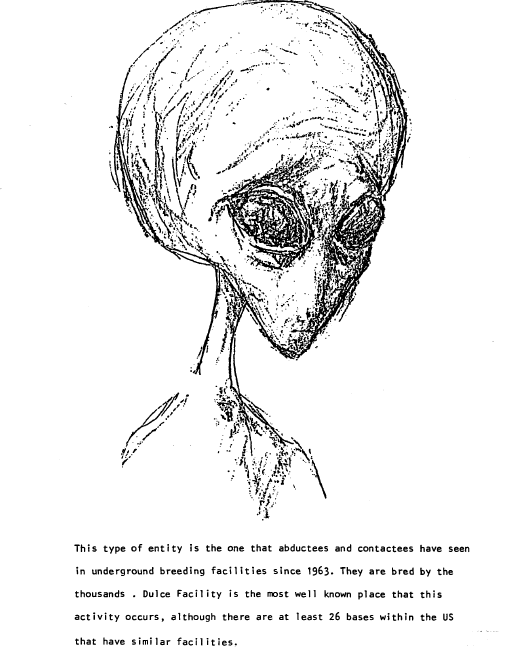 This type of entity is the one that abductees and contactees have seen
in underground breeding facilities since 1963. They are bred by the
thousands . Dulce Facility is the most well known place that this
activity occurs, although there are at least 26 bases within the US
that have similar facilities.